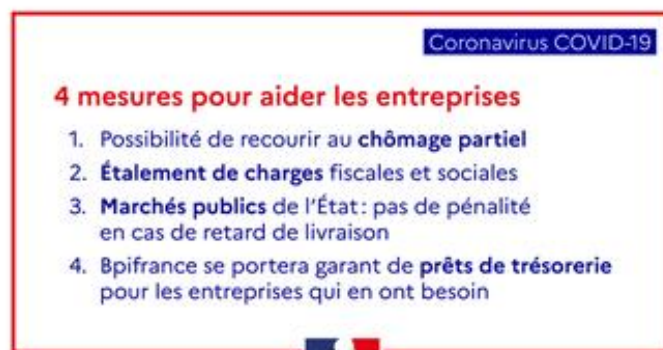 Coronavirus COVID-19
4 mesures pour aider les entreprises
1. Possibilité de recourir au chômage partiel
2. Étalement de charges fiscales et sociales
3. Marchés publics de l'État: pas de pénalité
en cas de retard de livraison
4. Bpifrance se portera garant de prêts de trésorerie
pour les entreprises qui en ont besoin